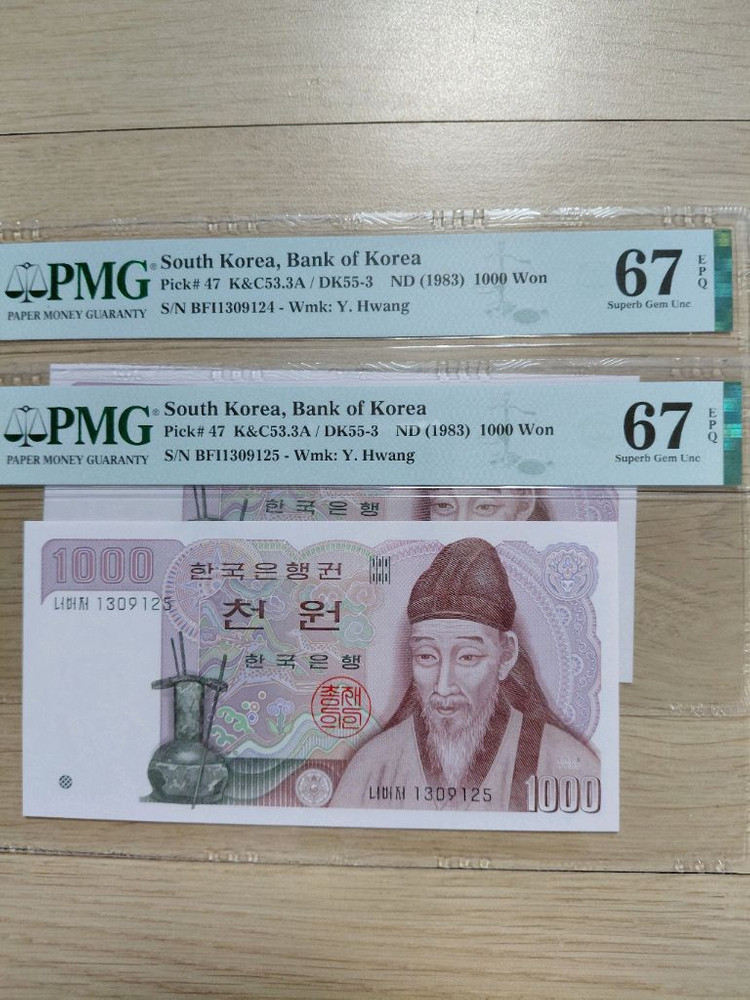 PMG®
PAPER MONEY GUARANTY
South Korea, Bank of Korea
Pick# 47 K&C53.3A / DK55-3 ND (1983) 1000 Won
S/N BFI1309124 - Wmk: Y. Hwang
67
EPQ
Superb Gem Unc
PMG®
PAPER MONEY GUARANTY
South Korea, Bank of Korea
Pick# 47 K&C53.3A / DK55-3 ND (1983) 1000 Won
S/N BFI1309125 - Wmk: Y. Hwang
67
EPQ
Superb Gem Unc
한국은행
1000
한국은행권
나바저 1309125
천 원
한국은행
총재의인
나바저 1309125
1000